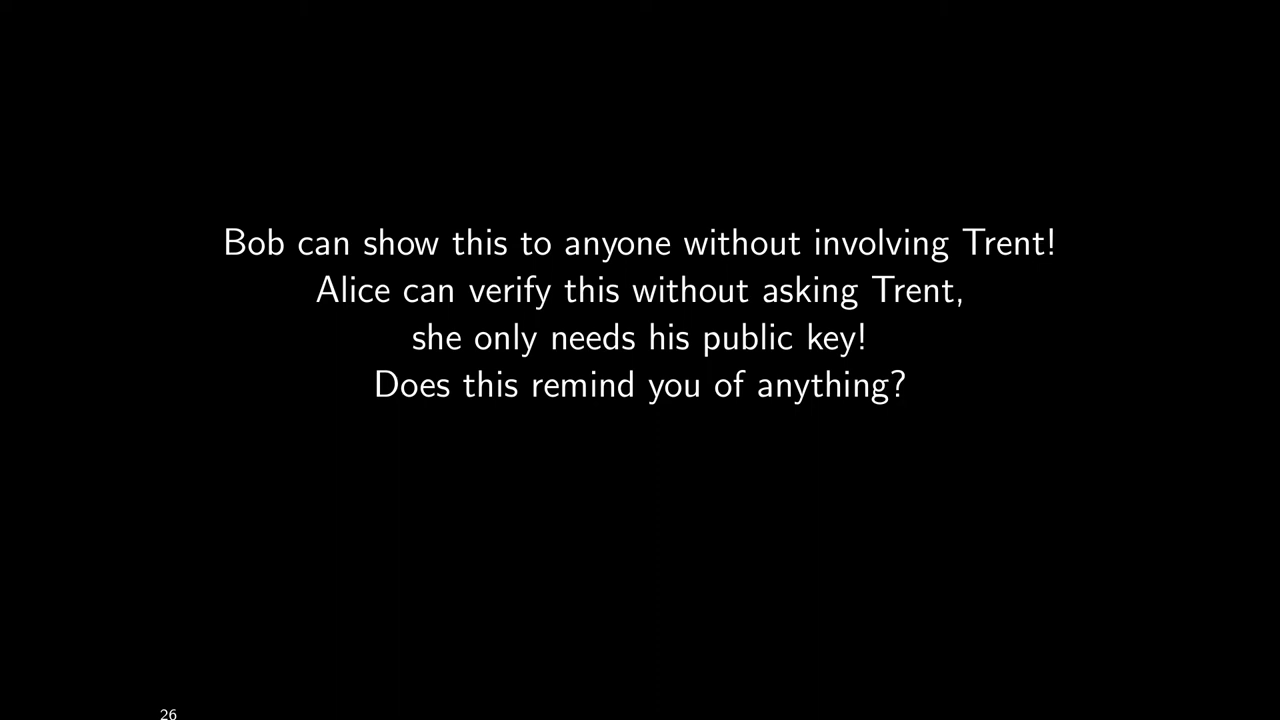 Bob can show this to anyone without involving Trent!
Alice can verify this without asking Trent,
she only needs his public key!
Does this remind you of anything?
26